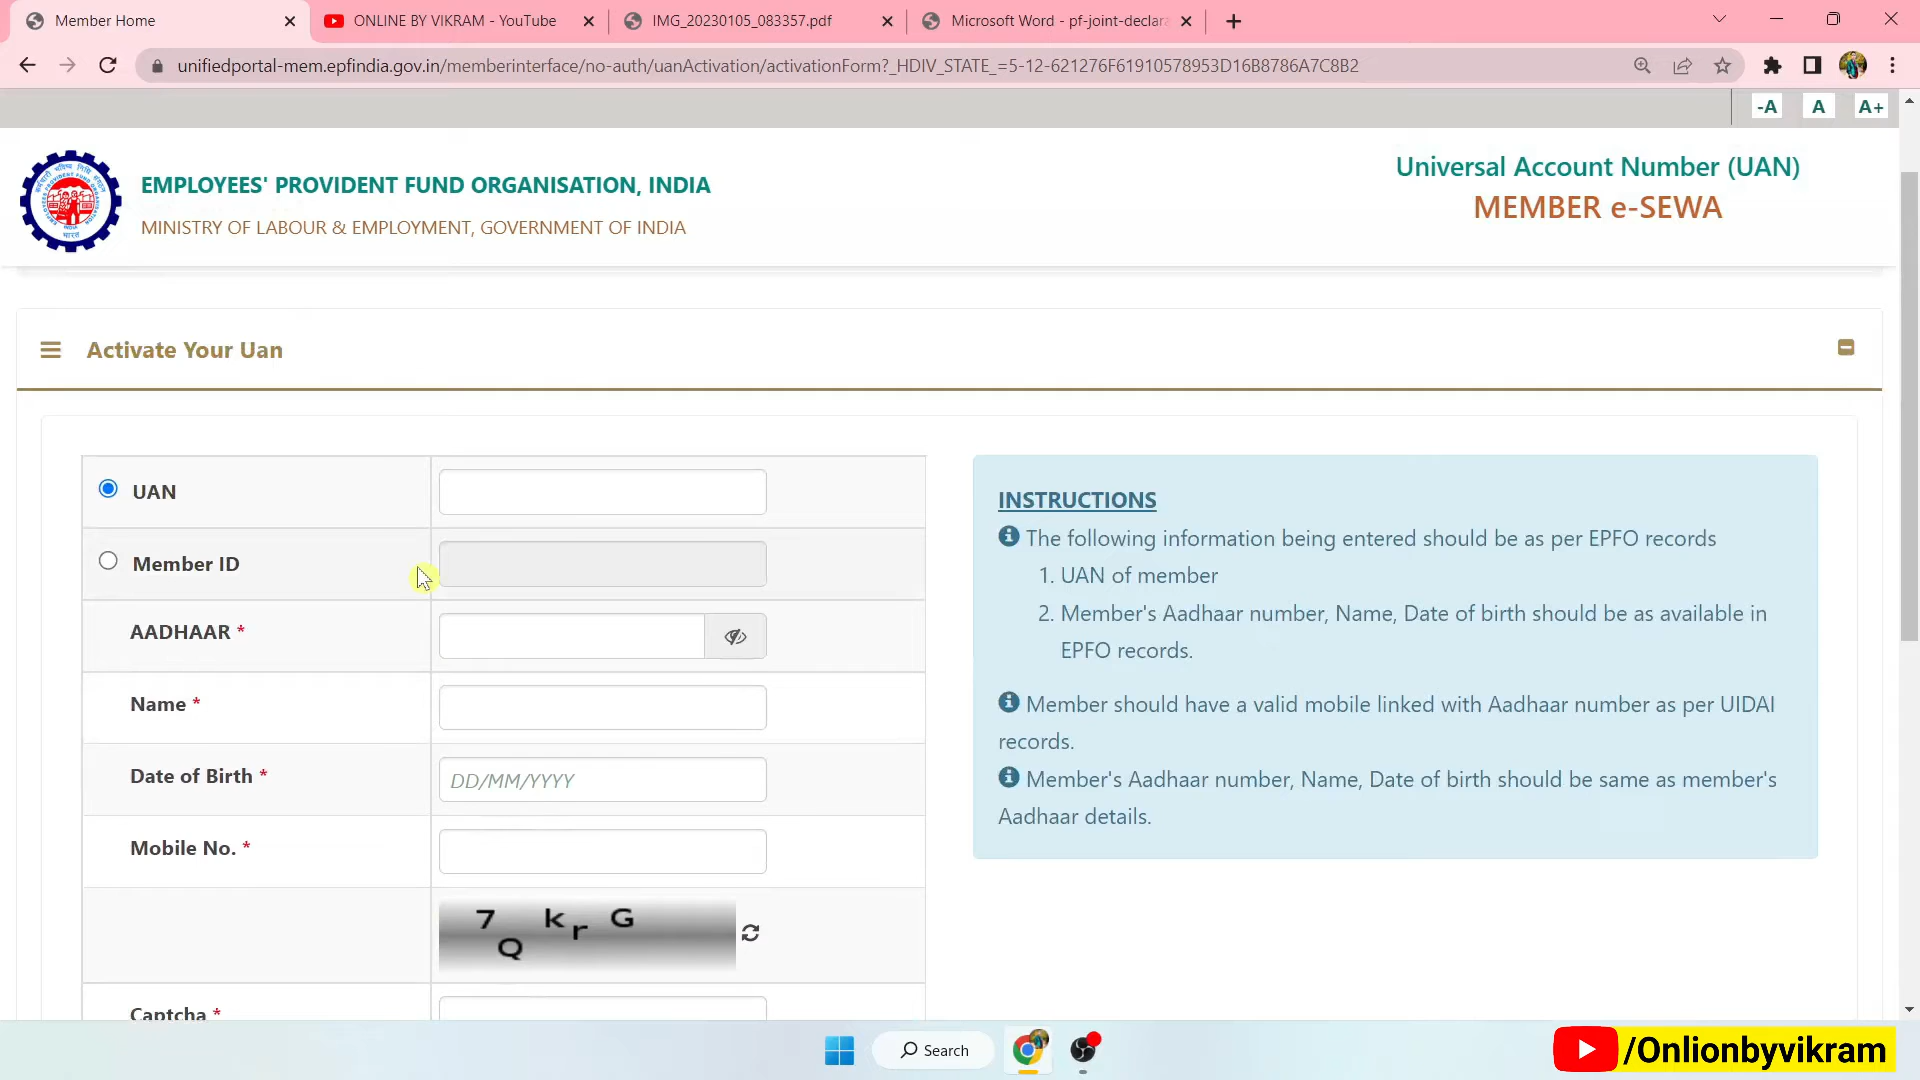 Member Home
ONLINE BY VIKRAM - YouTube
IMG_20230105_083357.pdf
Microsoft Word - pf-joint-declar
unifiedportal-mem.epfindia.gov.in/memberinterface/no-auth/uanActivation/activationForm?_HDIV_STATE_=5-12-621276F61910578953D16B8786A7C8B2
-A A A+
EMPLOYEES' PROVIDENT FUND ORGANISATION, INDIA
MINISTRY OF LABOUR & EMPLOYMENT, GOVERNMENT OF INDIA
Universal Account Number (UAN)
MEMBER e-SEWA
Activate Your Uan
UAN
Member ID
AADHAAR *
Name *
Date of Birth *
DD/MM/YYYY
Mobile No. *
7 Q k r G
Captcha *
INSTRUCTIONS
The following information being entered should be as per EPFO records
1. UAN of member
2. Member's Aadhaar number, Name, Date of birth should be as available in
EPFO records.
Member should have a valid mobile linked with Aadhaar number as per UIDAI
records.
Member's Aadhaar number, Name, Date of birth should be same as member's
Aadhaar details.
Search
/Onlionbyvikram